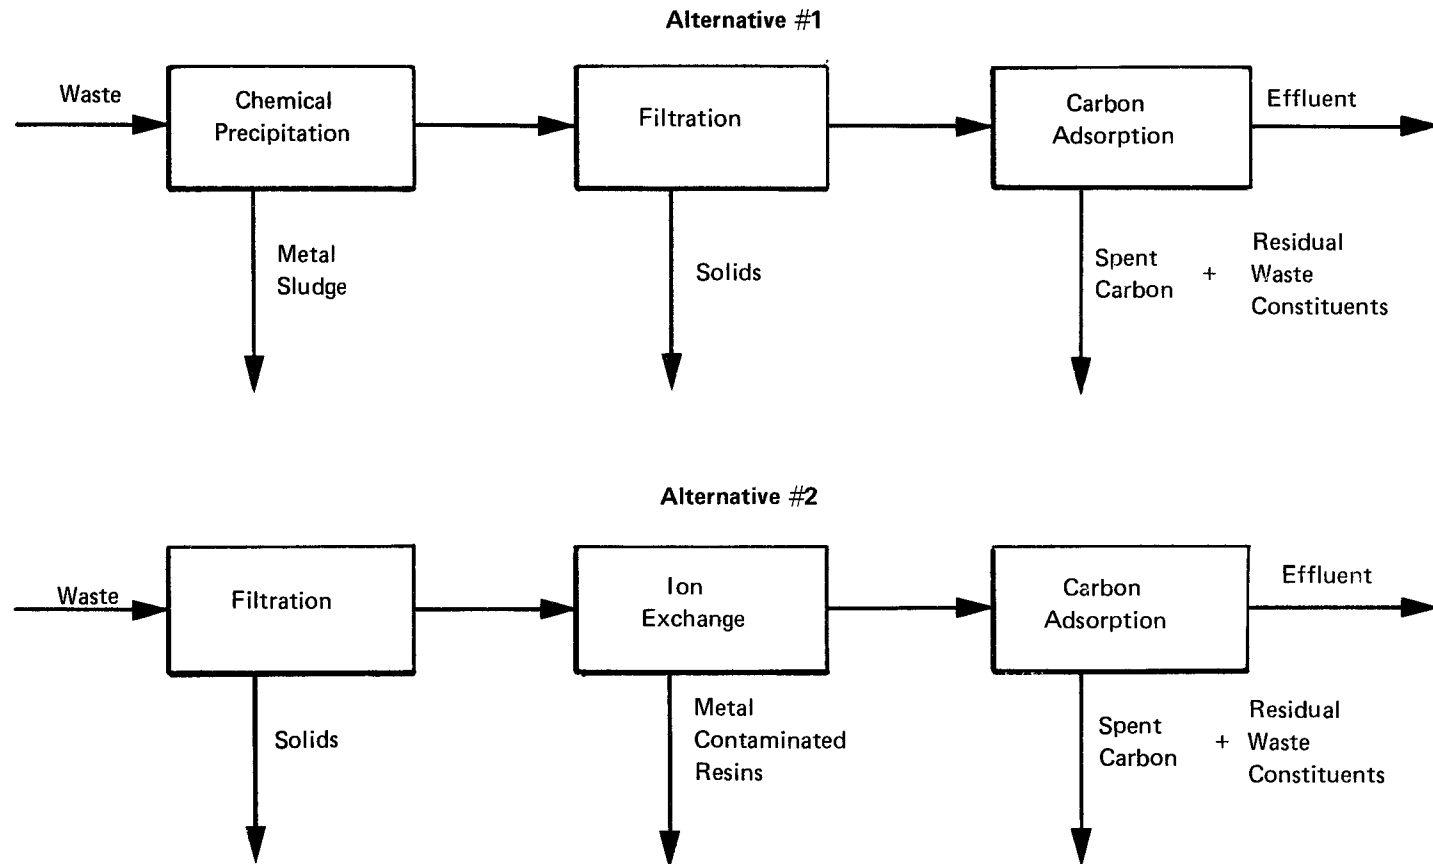 Alternative #1
Waste
Chemical
Precipitation
Filtration
Carbon
Adsorption
Effluent
Metal
Sludge
Solids
Spent
Carbon
+
Residual
Waste
Constituents
Alternative #2
Waste
Filtration
Ion
Exchange
Carbon
Adsorption
Effluent
Solids
Metal
Contaminated
Resins
Spent
Carbon
+
Residual
Waste
Constituents